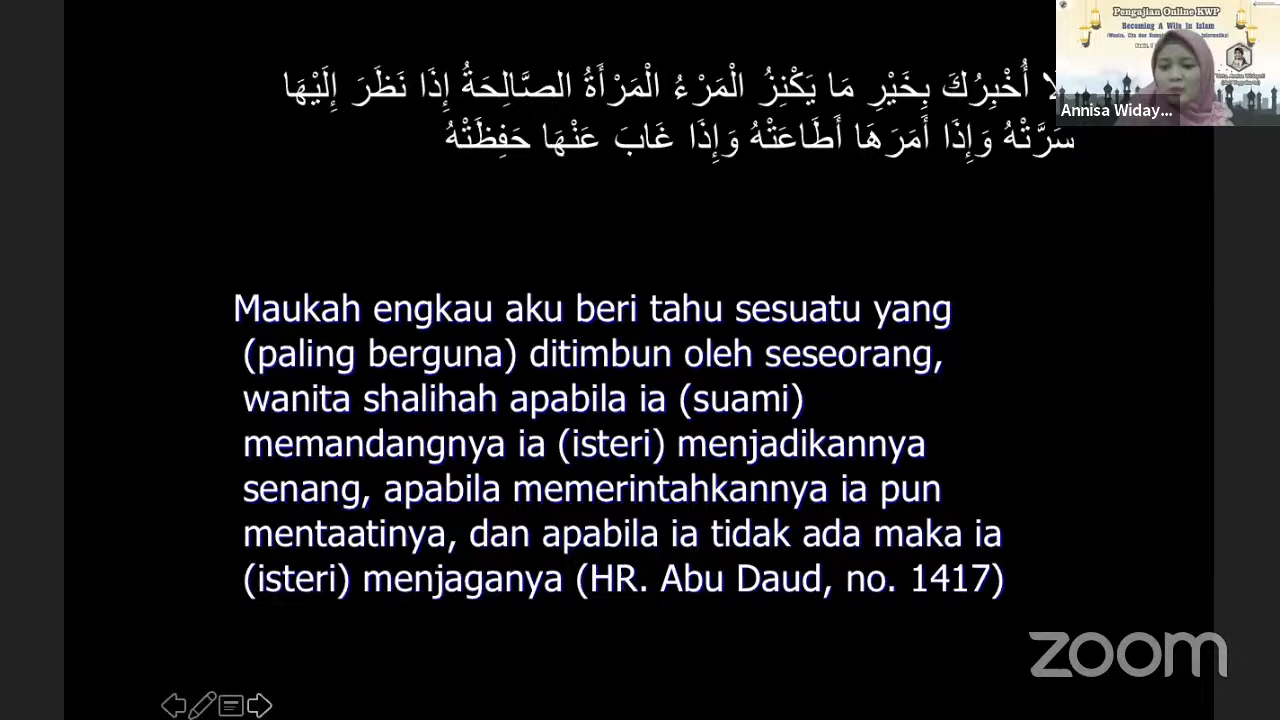 لا أُخْبِرُكَ بِخَيْرِ مَا يَكْنِزُ الْمَرْءُ الْمَرْأَةُ الصَّالِحَةُ إِذَا نَظَرَ إِلَيْهَا
سَرَّتْهُ وَإِذَا أَمَرَهَا أَطَاعَتْهُ وَإِذَا غَابَ عَنْهَا حَفِظَتْهُ
Pengajian Online KWP
Becoming A Wife in Islam
Annisa Widay...
Maukah engkau aku beri tahu sesuatu yang
(paling berguna) ditimbun oleh seseorang,
wanita shalihah apabila ia (suami)
memandangnya ia (isteri) menjadikannya
senang, apabila memerintahkannya ia pun
mentaatinya, dan apabila ia tidak ada maka ia
(isteri) menjaganya (HR. Abu Daud, no. 1417)
zoom